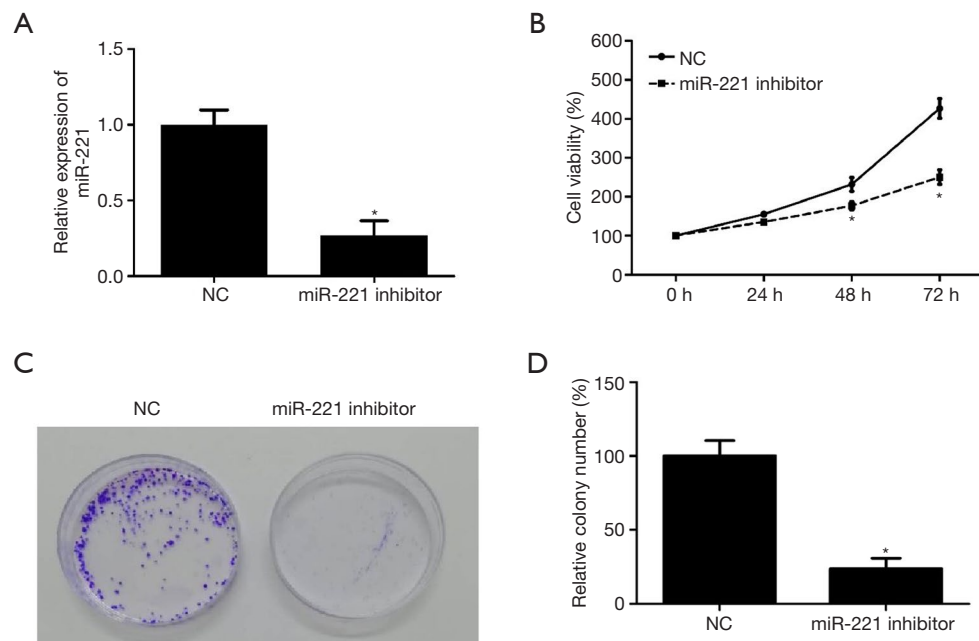 A
Relative expression of
miR-221
1.5
1.0
0.5
0.0
*
NC
miR-221 inhibitor
B
Cell viability (%)
600
500
400
300
200
100
0
NC
miR-221 inhibitor
*
*
0 h
24 h
48 h
72 h
C
NC
miR-221 inhibitor
D
Relative colony number (%)
150
100
50
0
*
NC
miR-221 inhibitor